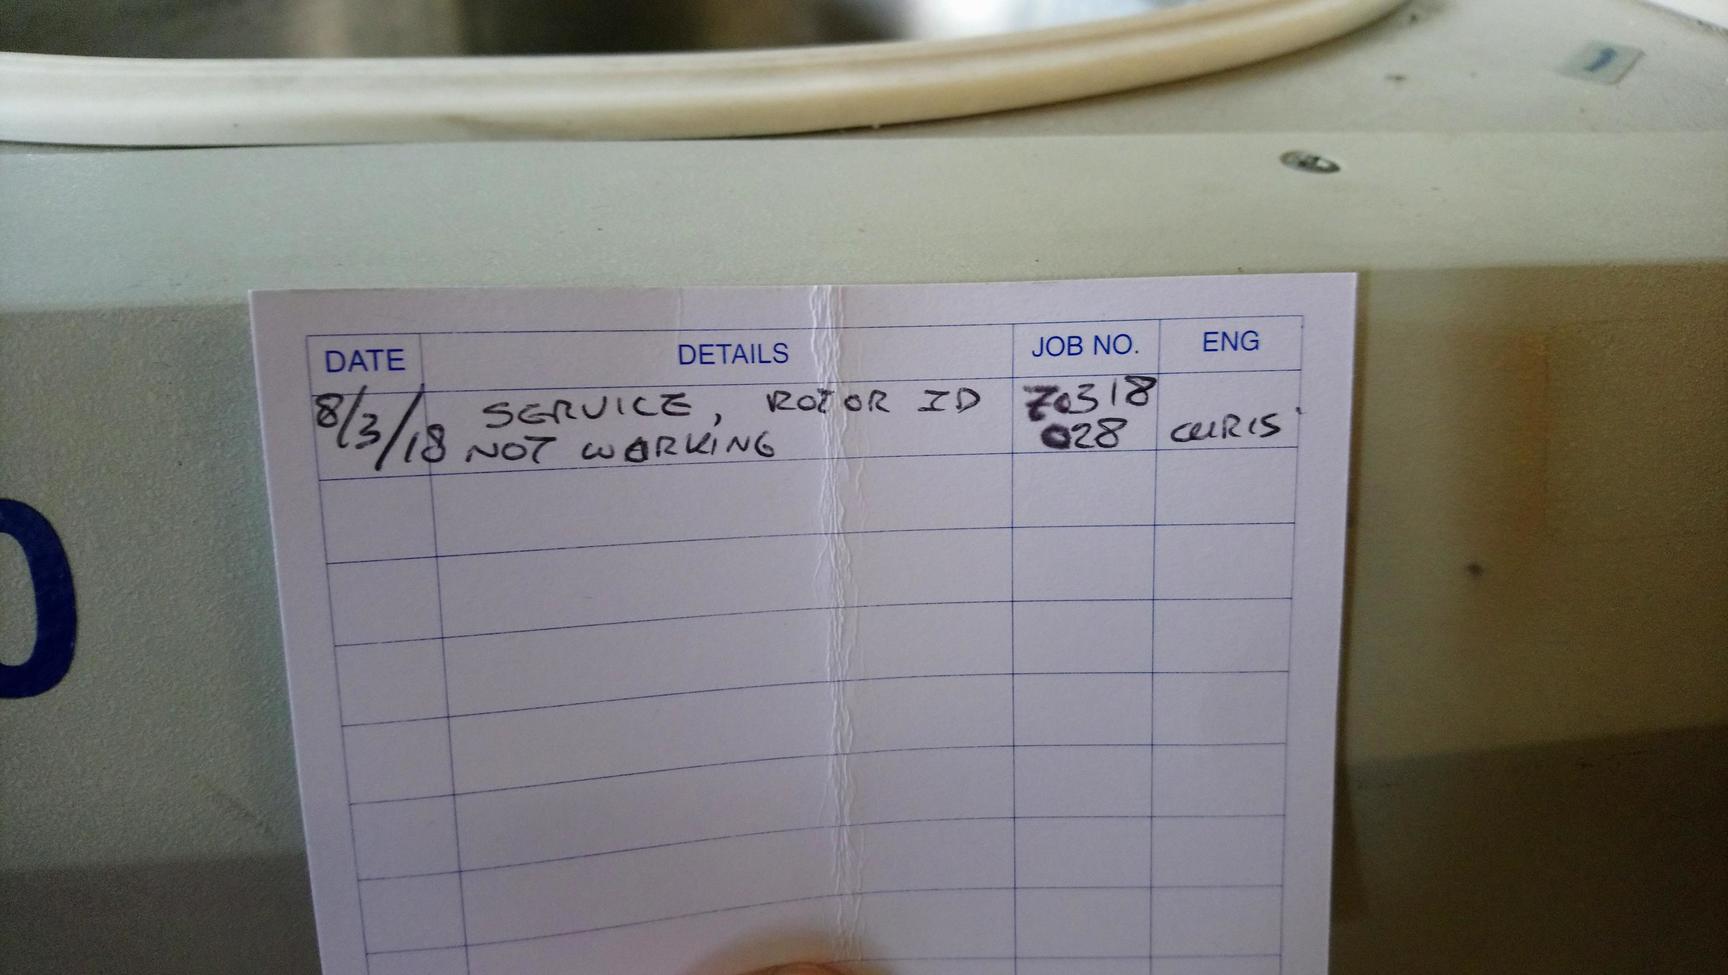 DATE DETAILS JOB NO. ENG
8/3/18 SERVICE, ROTOR ID 70318
NOT WORKING 028 CHRIS